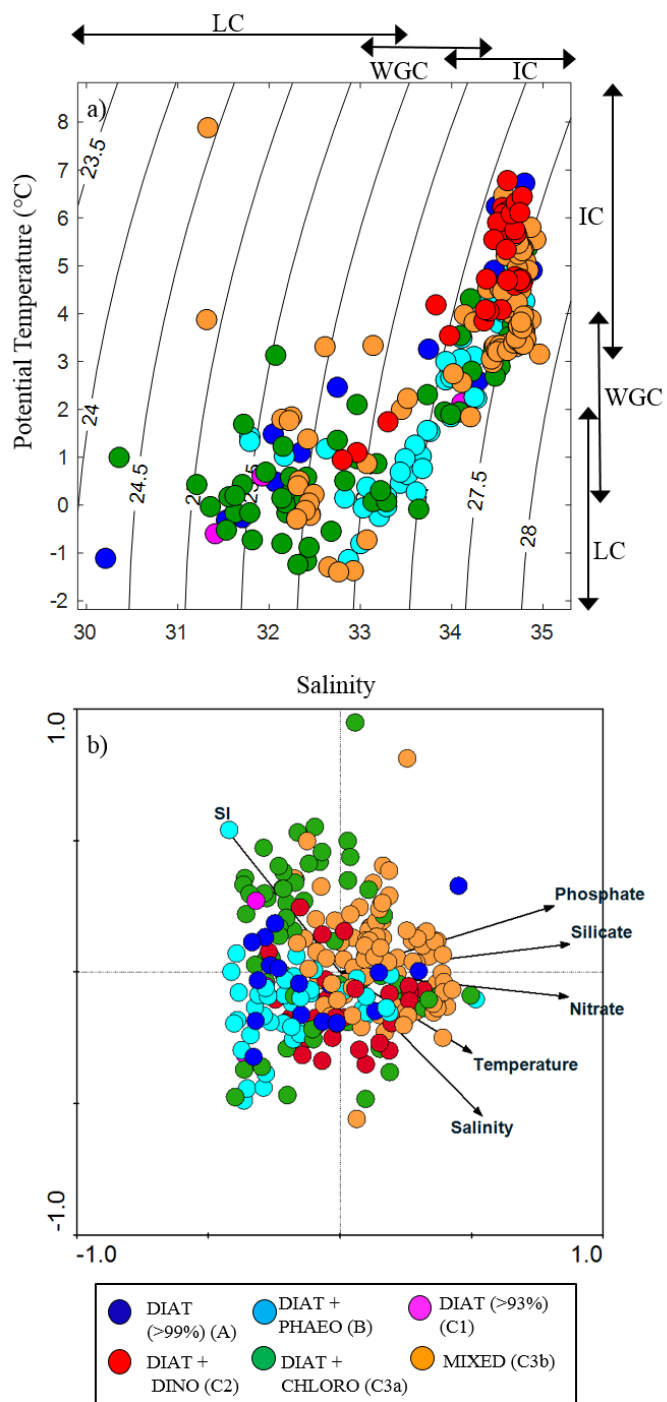 LC
WGC
IC
a)
8
7
6
5
4
3
2
1
0
-1
-2
Potential Temperature (°C)
23.5
24
24.5
27.5
28
IC
WGC
LC
30
31
32
33
34
35
Salinity
1.0
b)
SI
Phosphate
Silicate
Nitrate
Temperature
Salinity
-1.0
-1.0
1.0
DIAT
(>99%) (A)
DIAT +
PHAEO (B)
DIAT (>93%)
(C1)
DIAT +
DINO (C2)
DIAT +
CHLORO (C3a)
MIXED (C3b)